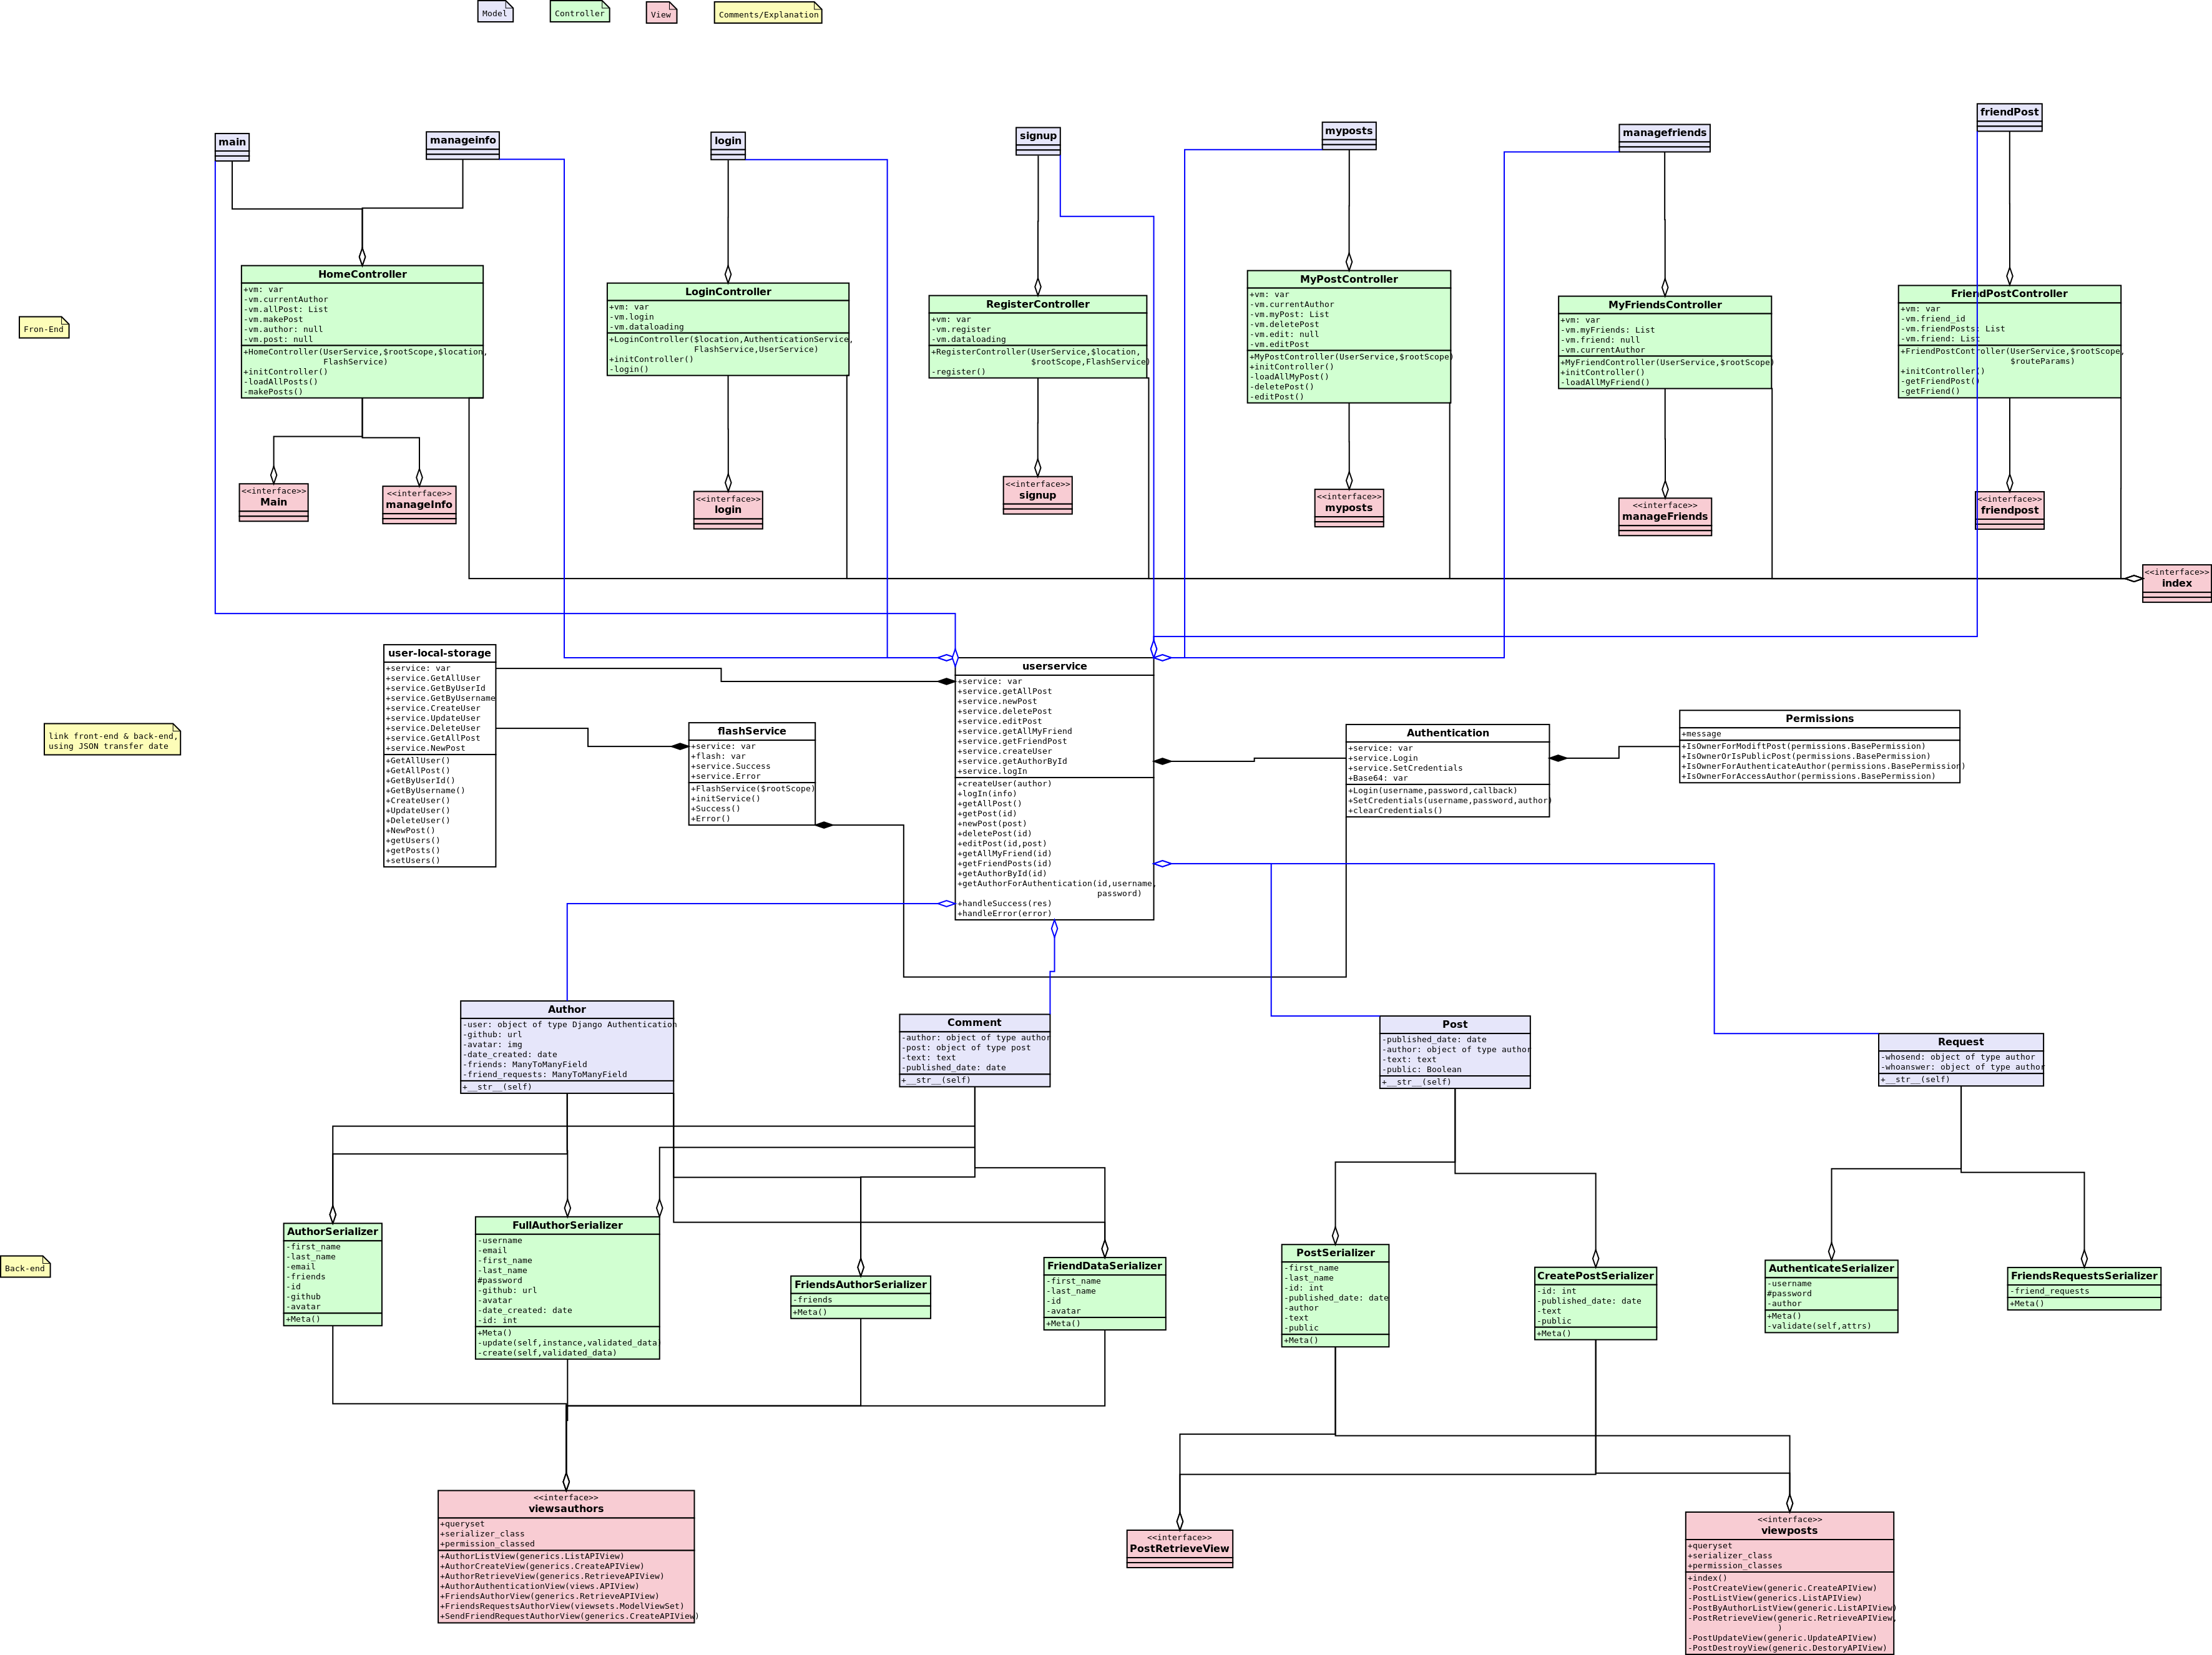 Model
Controller
View
Comments/Explanation
main
manageinfo
login
signup
myposts
managefriends
friendPost
Fron-End
HomeController
+vm: var
-vm.currentAuthor
-vm.allPost: List
-vm.makePost
-vm.author: null
-vm.post: null
+HomeController(UserService,$rootScope,$location,
FlashService)
+initController()
-loadAllPosts()
-makePosts()
LoginController
+vm: var
-vm.login
-vm.dataloading
+LoginController($location,AuthenticationService,
FlashService,UserService)
+initController()
-login()
RegisterController
+vm: var
-vm.register
-vm.dataloading
+RegisterController(UserService,$location,
$rootScope,FlashService)
-register()
MyPostController
+vm: var
-vm.currentAuthor
-vm.myPost: List
-vm.deletePost
-vm.edit: null
-vm.editPost
+MyPostController(UserService,$rootScope)
+initController()
-loadAllMyPost()
-deletePost()
-editPost()
MyFriendsController
+vm: var
-vm.myFriends: List
-vm.friend: null
-vm.currentAuthor
+MyFriendController(UserService,$rootScope)
+initController()
-loadAllMyFriend()
FriendPostController
+vm: var
-vm.friend_id
-vm.friendPosts: List
-vm.friend: List
+FriendPostController(UserService,$rootScope,
$routeParams)
+initController()
-getFriendPost()
-getFriend()
<<interface>>
Main
<<interface>>
manageInfo
<<interface>>
login
<<interface>>
signup
<<interface>>
myposts
<<interface>>
manageFriends
<<interface>>
friendpost
<<interface>>
index
link front-end & back-end,
using JSON transfer date
user-local-storage
+service: var
+service.GetAllUser
+service.GetByUserId
+service.GetByUsername
+service.CreateUser
+service.UpdateUser
+service.DeleteUser
+service.GetAllPost
+service.NewPost
+GetAllUser()
+GetAllPost()
+GetByUserId()
+GetByUsername()
+CreateUser()
+UpdateUser()
+DeleteUser()
+NewPost()
+getUsers()
+getPosts()
+setUsers()
flashService
+service: var
+flash: var
+service.Success
+service.Error
+FlashService($rootScope)
+initService()
+Success()
+Error()
userservice
+service: var
+service.getAllPost
+service.newPost
+service.deletePost
+service.editPost
+service.getAllMyFriend
+service.getFriendPost
+service.createUser
+service.getAuthorById
+service.logIn
+createUser(author)
+logIn(info)
+getAllPost()
+getPost(id)
+newPost(post)
+deletePost(id)
+editPost(id,post)
+getAllMyFriend(id)
+getFriendPosts(id)
+getAuthorById(id)
+getAuthorForAuthentication(id,username,
password)
+handleSuccess(res)
+handleError(error)
Authentication
+service: var
+service.Login
+service.SetCredentials
+Base64: var
+Login(username,password,callback)
+SetCredentials(username,password,author)
+clearCredentials()
Permissions
+message
+IsOwnerForModiftPost(permissions.BasePermission)
+IsOwnerOrIsPublicPost(permissions.BasePermission)
+IsOwnerForAuthenticateAuthor(permissions.BasePermission)
+IsOwnerForAccessAuthor(permissions.BasePermission)
Author
-user: object of type Django Authentication
-github: url
-avatar: img
-date_created: date
-friends: ManyToManyField
-friend_requests: ManyToManyField
+__str__(self)
Comment
-author: object of type author
-post: object of type post
-text: text
-published_date: date
+__str__(self)
Post
-published_date: date
-author: object of type author
-text: text
-public: Boolean
+__str__(self)
Request
-whosend: object of type author
-whoanswer: object of type author
+__str__(self)
Back-end
AuthorSerializer
-first_name
-last_name
-email
-friends
-id
-github
-avatar
+Meta()
FullAuthorSerializer
-username
-email
-first_name
-last_name
#password
-github: url
-avatar
-date_created: date
-id: int
+Meta()
-update(self,instance,validated_data)
-create(self,validated_data)
FriendsAuthorSerializer
-friends
+Meta()
FriendDataSerializer
-first_name
-last_name
-id
-avatar
+Meta()
PostSerializer
-first_name
-last_name
-id: int
-published_date: date
-author
-text
-public
+Meta()
CreatePostSerializer
-id: int
-published_date: date
-text
-public
+Meta()
AuthenticateSerializer
-username
#password
-author
+Meta()
-validate(self,attrs)
FriendsRequestsSerializer
-friend_requests
+Meta()
<<interface>>
viewsauthors
+queryset
+serializer_class
+permission_classed
+AuthorListView(generics.ListAPIView)
+AuthorCreateView(generics.CreateAPIView)
+AuthorRetrieveView(generics.RetrieveAPIView)
+AuthorAuthenticationView(views.APIView)
+FriendsAuthorView(generics.RetrieveAPIView)
+FriendsRequestsAuthorView(viewsets.ModelViewSet)
+SendFriendRequestAuthorView(generics.CreateAPIView)
<<interface>>
PostRetrieveView
<<interface>>
viewposts
+queryset
+serializer_class
+permission_classes
+index()
-PostCreateView(generic.CreateAPIView)
-PostListView(generics.ListAPIView)
-PostByAuthorListView(generic.ListAPIView)
-PostRetrieveView(generic.RetrieveAPIView,
)
-PostUpdateView(generic.UpdateAPIView)
-PostDestroyView(generic.DestoryAPIView)